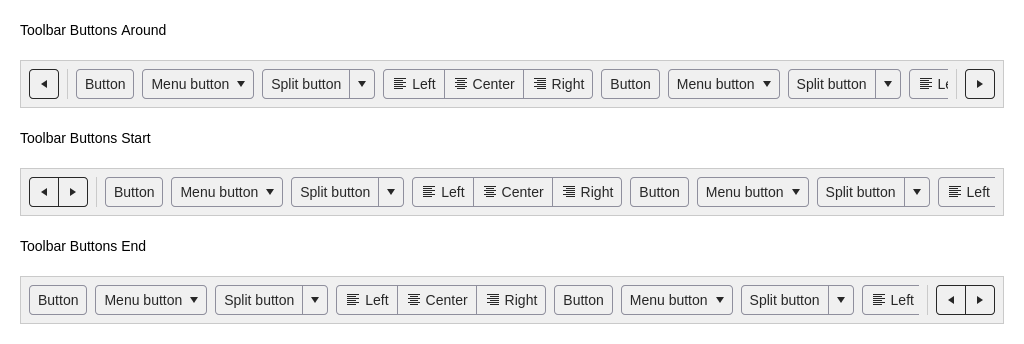 Toolbar Buttons Around
Button Menu button Split button Left Center Right Button Menu button Split button
Toolbar Buttons Start
Button Menu button Split button Left Center Right Button Menu button Split button Left
Toolbar Buttons End
Button Menu button Split button Left Center Right Button Menu button Split button Left